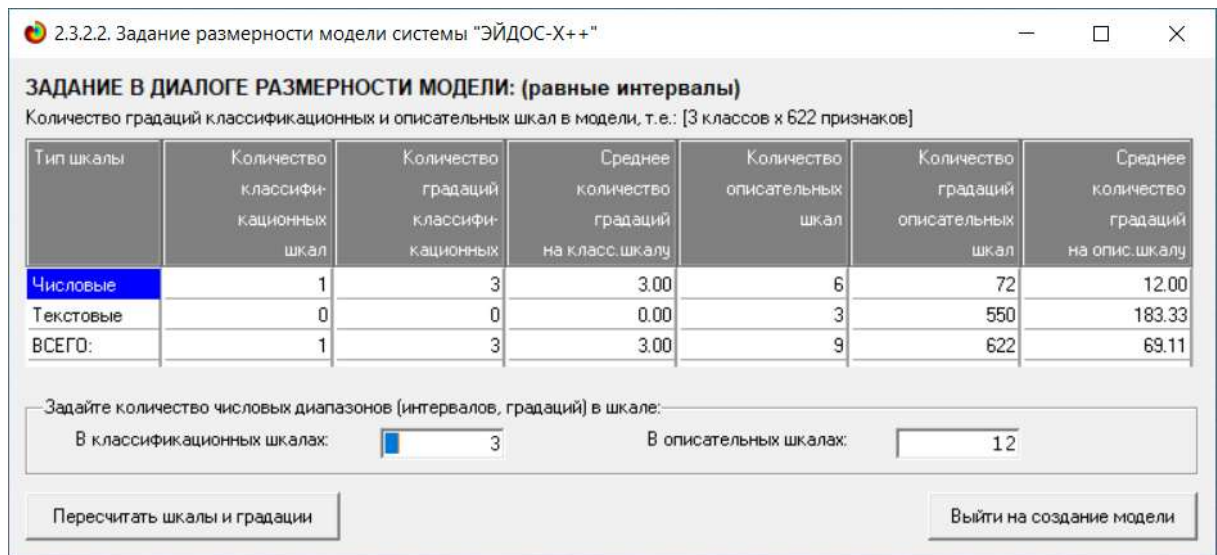 2.3.2.2. Задание размерности модели системы "ЭЙДОС-X++"
ЗАДАНИЕ В ДИАЛОГЕ РАЗМЕРНОСТИ МОДЕЛИ: (равные интервалы)
Количество градаций классификационных и описательных шкал в модели, т.е.: [3 классов x 622 признаков]
Тип шкалы Количество Количество Среднее Количество Количество Среднее
классифи- градаций количество описательных градаций количество
кационных классифи- градаций шкал описательных градаций
шкал кационных на класс.шкалу шкал на опис.шкалу
Числовые 1 3 3.00 6 72 12.00
Текстовые 0 0 0.00 3 550 183.33
ВСЕГО: 1 3 3.00 9 622 69.11
Задайте количество числовых диапазонов (интервалов, градаций) в шкале:
В классификационных шкалах: 3 В описательных шкалах: 12
Пересчитать шкалы и градации Выйти на создание модели